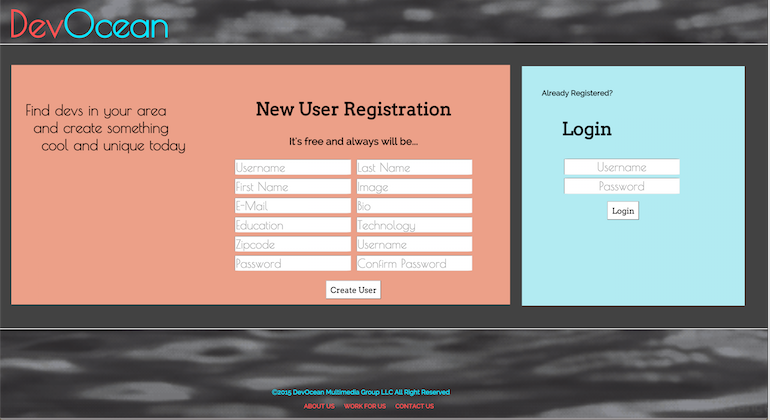 DevOcean
Find devs in your area
and create something
cool and unique today
New User Registration
It's free and always will be...
Username
Last Name
First Name
Image
E-Mail
Bio
Education
Technology
Zipcode
Username
Password
Confirm Password
Create User
Already Registered?
Login
Username
Password
Login
©2015 DevOcean Multimedia Group LLC All Right Reserved
ABOUT US WORK FOR US CONTACT US